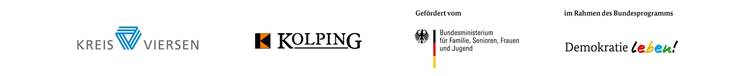 Gefördert vom
im Rahmen des Bundesprogramms
KREIS VIERSEN
KOLPING
Bundesministerium
für Familie, Senioren, Frauen
und Jugend
Demokratie leben!